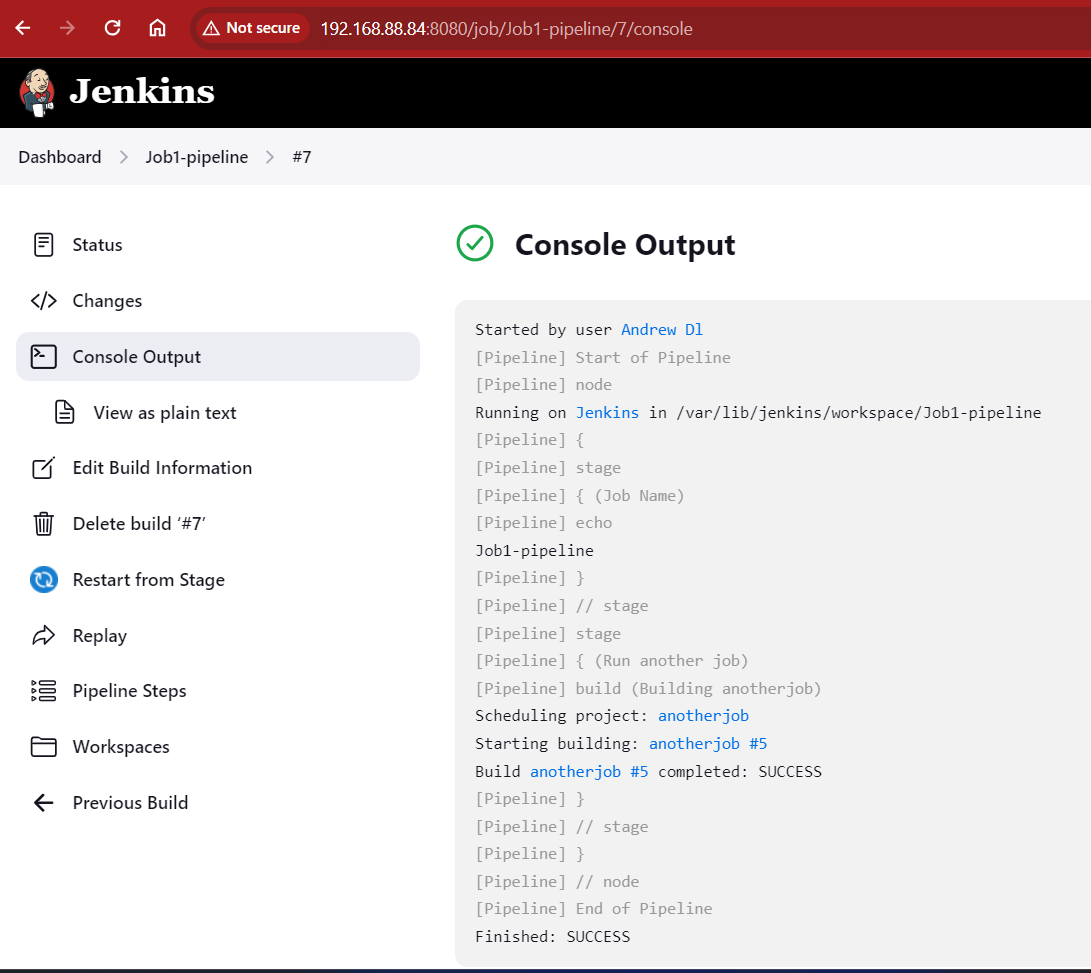 Not secure 192.168.88.84:8080/job/Job1-pipeline/7/console
Jenkins
Dashboard > Job1-pipeline > #7
Status
Changes
Console Output
View as plain text
Edit Build Information
Delete build ‘#7’
Restart from Stage
Replay
Pipeline Steps
Workspaces
Previous Build
Console Output
Started by user Andrew Dl
[Pipeline] Start of Pipeline
[Pipeline] node
Running on Jenkins in /var/lib/jenkins/workspace/Job1-pipeline
[Pipeline] {
[Pipeline] stage
[Pipeline] { (Job Name)
[Pipeline] echo
Job1-pipeline
[Pipeline] }
[Pipeline] // stage
[Pipeline] stage
[Pipeline] { (Run another job)
[Pipeline] build (Building anotherjob)
Scheduling project: anotherjob
Starting building: anotherjob #5
Build anotherjob #5 completed: SUCCESS
[Pipeline] }
[Pipeline] // stage
[Pipeline] }
[Pipeline] // node
[Pipeline] End of Pipeline
Finished: SUCCESS